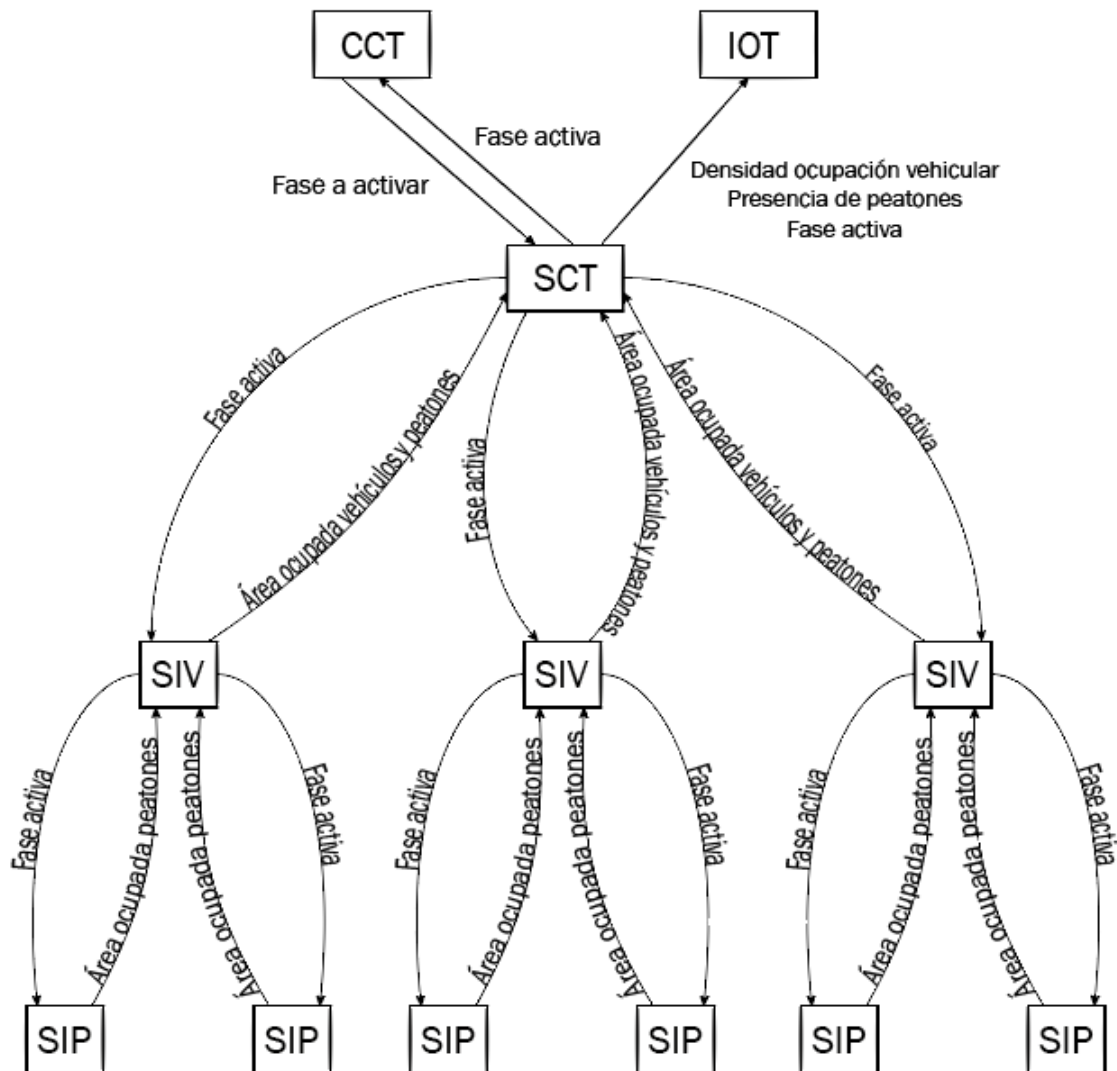 CCT
IOT
Fase activa
Fase a activar
Densidad ocupación vehicular
Presencia de peatones
Fase activa
SCT
Fase activa
Área ocupada vehículos y peatones
Fase activa
Área ocupada vehículos y peatones
Área ocupada vehículos y peatones
Fase activa
SIV
SIV
SIV
Fase activa
Área ocupada peatones
Área ocupada peatones
Fase activa
Fase activa
Área ocupada peatones
Área ocupada peatones
Fase activa
Fase activa
Área ocupada peatones
Área ocupada peatones
Fase activa
SIP
SIP
SIP
SIP
SIP
SIP